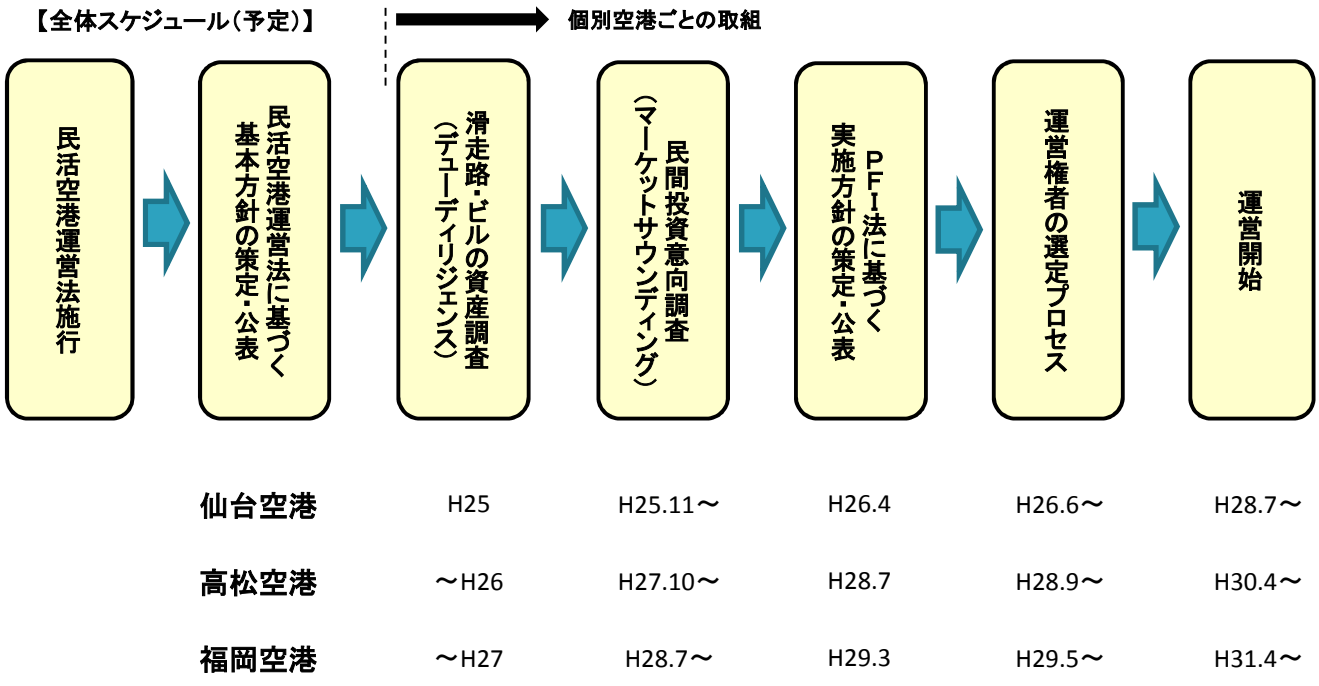 【全体スケジュール(予定)】
個別空港ごとの取組
民活空港運営法施行
民活空港運営法に基づく
基本方針の策定・公表
滑走路・ビルの資産調査
(デューディリジェンス)
民間投資意向調査
(マーケットサウンディング)
PFI法に基づく
実施方針の策定・公表
運営権者の選定プロセス
運営開始
仙台空港 H25 H25.11～ H26.4 H26.6～ H28.7～
高松空港 ～H26 H27.10～ H28.7 H28.9～ H30.4～
福岡空港 ～H27 H28.7～ H29.3 H29.5～ H31.4～